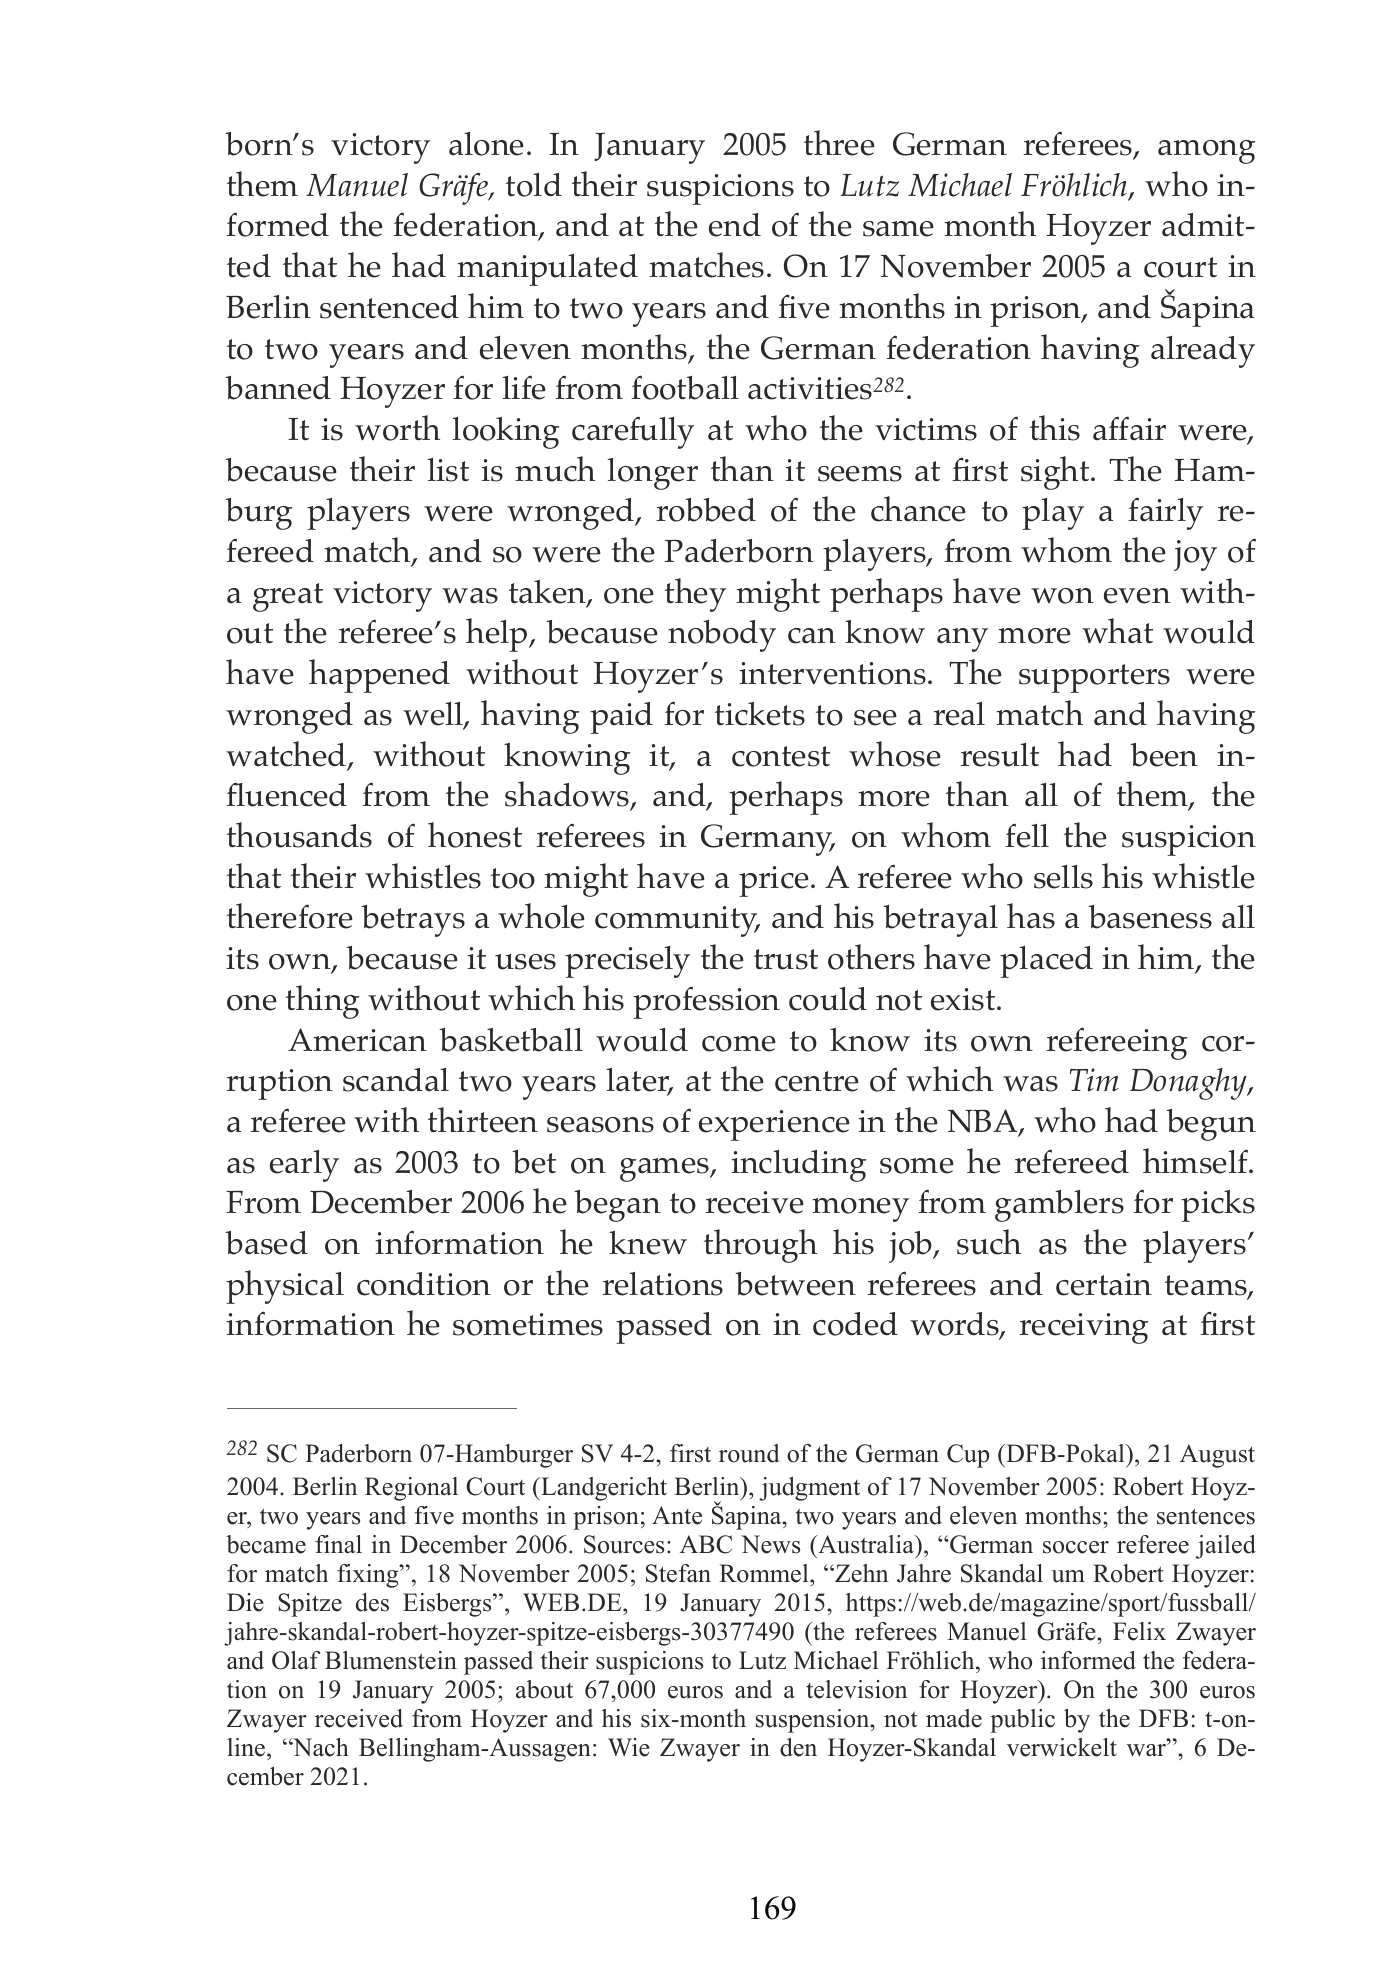 born’s victory alone. In January 2005 three German referees, among
them Manuel Gräfe, told their suspicions to Lutz Michael Fröhlich, who in-
formed the federation, and at the end of the same month Hoyzer admit-
ted that he had manipulated matches. On 17 November 2005 a court in
Berlin sentenced him to two years and five months in prison, and Šapina
to two years and eleven months, the German federation having already
banned Hoyzer for life from football activities282.
It is worth looking carefully at who the victims of this affair were,
because their list is much longer than it seems at first sight. The Ham-
burg players were wronged, robbed of the chance to play a fairly re-
fereed match, and so were the Paderborn players, from whom the joy of
a great victory was taken, one they might perhaps have won even with-
out the referee’s help, because nobody can know any more what would
have happened without Hoyzer’s interventions. The supporters were
wronged as well, having paid for tickets to see a real match and having
watched, without knowing it, a contest whose result had been in-
fluenced from the shadows, and, perhaps more than all of them, the
thousands of honest referees in Germany, on whom fell the suspicion
that their whistles too might have a price. A referee who sells his whistle
therefore betrays a whole community, and his betrayal has a baseness all
its own, because it uses precisely the trust others have placed in him, the
one thing without which his profession could not exist.
American basketball would come to know its own refereeing cor-
ruption scandal two years later, at the centre of which was Tim Donaghy,
a referee with thirteen seasons of experience in the NBA, who had begun
as early as 2003 to bet on games, including some he refereed himself.
From December 2006 he began to receive money from gamblers for picks
based on information he knew through his job, such as the players’
physical condition or the relations between referees and certain teams,
information he sometimes passed on in coded words, receiving at first
282 SC Paderborn 07-Hamburger SV 4-2, first round of the German Cup (DFB-Pokal), 21 August
2004. Berlin Regional Court (Landgericht Berlin), judgment of 17 November 2005: Robert Hoyz-
er, two years and five months in prison; Ante Šapina, two years and eleven months; the sentences
became final in December 2006. Sources: ABC News (Australia), “German soccer referee jailed
for match fixing”, 18 November 2005; Stefan Rommel, “Zehn Jahre Skandal um Robert Hoyzer:
Die Spitze des Eisbergs”, WEB.DE, 19 January 2015, https://web.de/magazine/sport/fussball/
jahre-skandal-robert-hoyzer-spitze-eisbergs-30377490 (the referees Manuel Gräfe, Felix Zwayer
and Olaf Blumenstein passed their suspicions to Lutz Michael Fröhlich, who informed the federa-
tion on 19 January 2005; about 67,000 euros and a television for Hoyzer). On the 300 euros
Zwayer received from Hoyzer and his six-month suspension, not made public by the DFB: t-on-
line, “Nach Bellingham-Aussagen: Wie Zwayer in den Hoyzer-Skandal verwickelt war”, 6 De-
cember 2021.
169